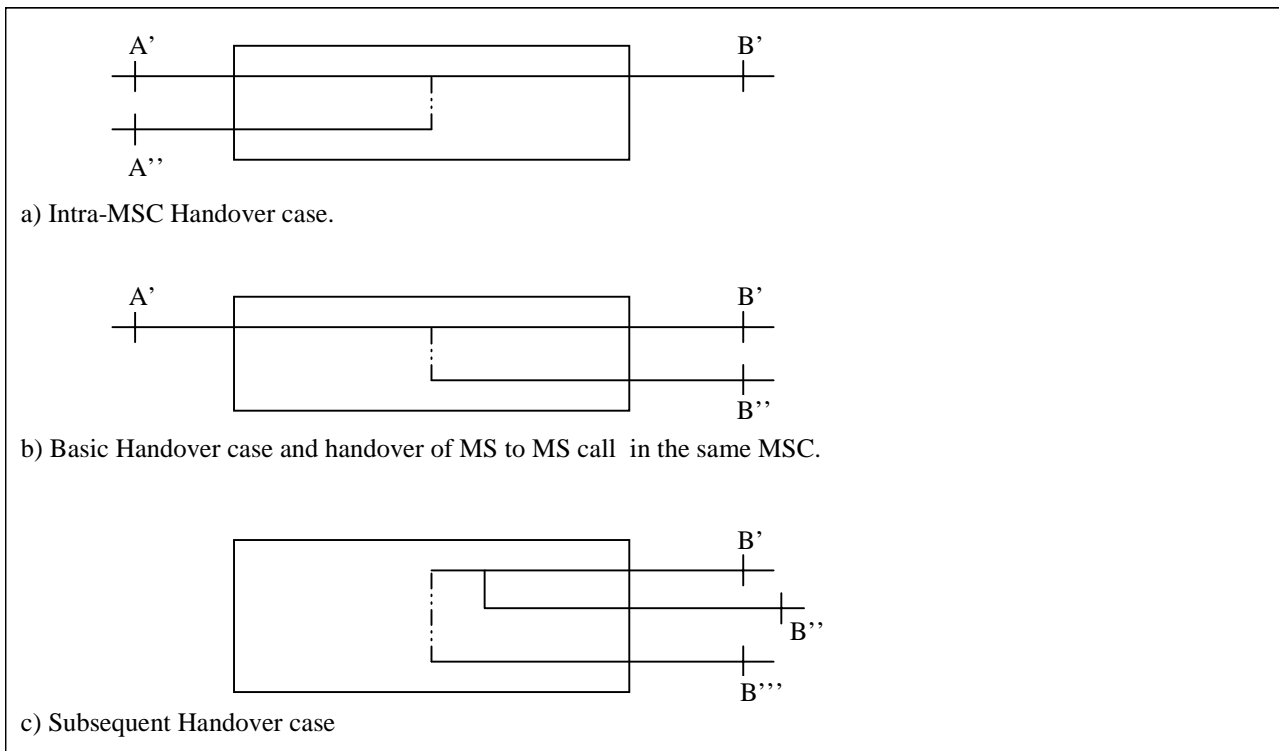 A’ B’
A’’
a) Intra-MSC Handover case.
A’ B’
B’’
b) Basic Handover case and handover of MS to MS call in the same MSC.
B’
B’’
B’’’
c) Subsequent Handover case